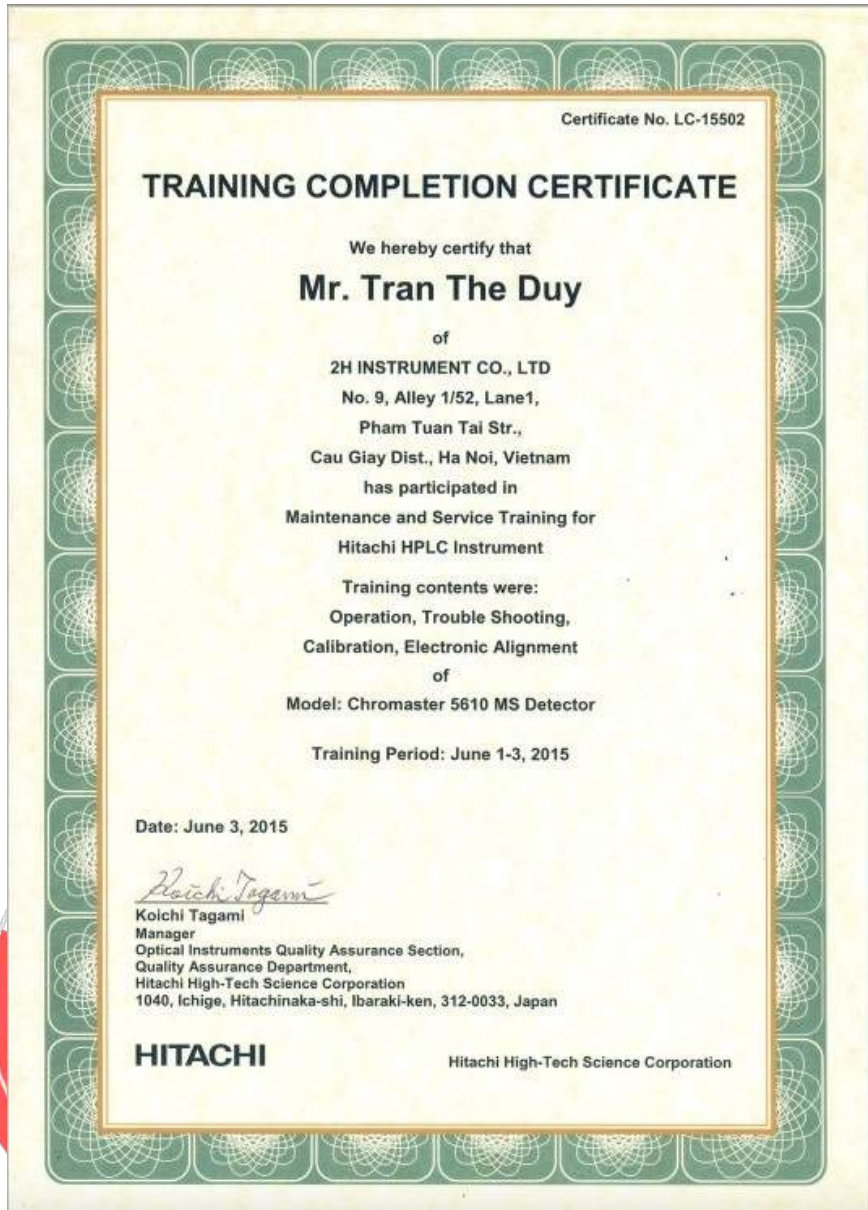 Certificate No. LC-15502
TRAINING COMPLETION CERTIFICATE
We hereby certify that
Mr. Tran The Duy
of
2H INSTRUMENT CO., LTD
No. 9, Alley 1/52, Lane1,
Pham Tuan Tai Str.,
Cau Giay Dist., Ha Noi, Vietnam
has participated in
Maintenance and Service Training for
Hitachi HPLC Instrument
Training contents were:
Operation, Trouble Shooting,
Calibration, Electronic Alignment
of
Model: Chromaster 5610 MS Detector
Training Period: June 1-3, 2015
Date: June 3, 2015
Koichi Tagami
Koichi Tagami
Manager
Optical Instruments Quality Assurance Section,
Quality Assurance Department,
Hitachi High-Tech Science Corporation
1040, Ichige, Hitachinaka-shi, Ibaraki-ken, 312-0033, Japan
HITACHI
Hitachi High-Tech Science Corporation